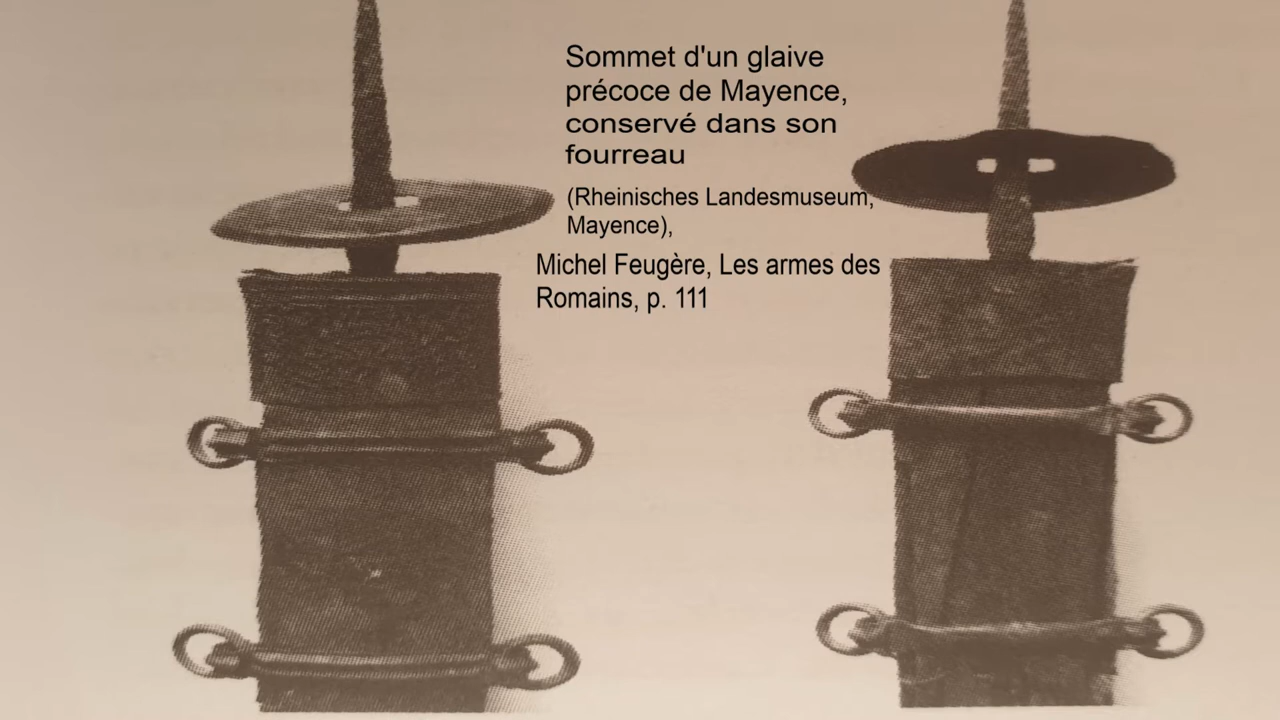 Sommet d'un glaive
précoce de Mayence,
conservé dans son
fourreau
(Rheinisches Landesmuseum,
Mayence),
Michel Feugère, Les armes des
Romains, p. 111